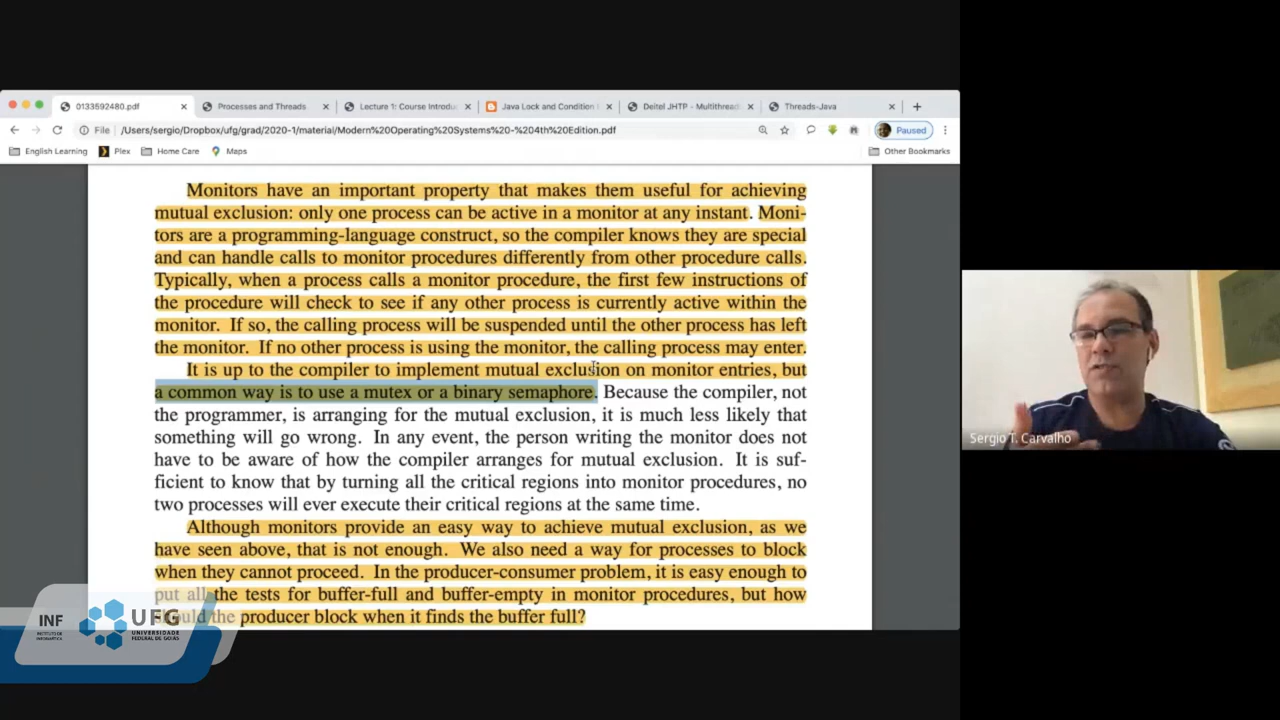 0133592480.pdf
Processes and Threads
Lecture 1: Course Introdu
Java Lock and Condition
Deitel JHTP - Multithread
Threads-Java
File /Users/sergio/Dropbox/ufg/grad/2020-1/material/Modern%20Operating%20Systems%20-%204th%20Edition.pdf
Paused
English Learning Plex Home Care Maps Other Bookmarks
Monitors have an important property that makes them useful for achieving
mutual exclusion: only one process can be active in a monitor at any instant. Moni-
tors are a programming-language construct, so the compiler knows they are special
and can handle calls to monitor procedures differently from other procedure calls.
Typically, when a process calls a monitor procedure, the first few instructions of
the procedure will check to see if any other process is currently active within the
monitor. If so, the calling process will be suspended until the other process has left
the monitor. If no other process is using the monitor, the calling process may enter.
It is up to the compiler to implement mutual exclusion on monitor entries, but
a common way is to use a mutex or a binary semaphore. Because the compiler, not
the programmer, is arranging for the mutual exclusion, it is much less likely that
something will go wrong. In any event, the person writing the monitor does not
have to be aware of how the compiler arranges for mutual exclusion. It is suf-
ficient to know that by turning all the critical regions into monitor procedures, no
two processes will ever execute their critical regions at the same time.
Although monitors provide an easy way to achieve mutual exclusion, as we
have seen above, that is not enough. We also need a way for processes to block
when they cannot proceed. In the producer-consumer problem, it is easy enough to
put all the tests for buffer-full and buffer-empty in monitor procedures, but how
the producer block when it finds the buffer full?
Sergio T. Carvalho
INF
INSTITUTO DE
INFORMÁTICA
UFG
UNIVERSIDADE
FEDERAL DE GOIÁS